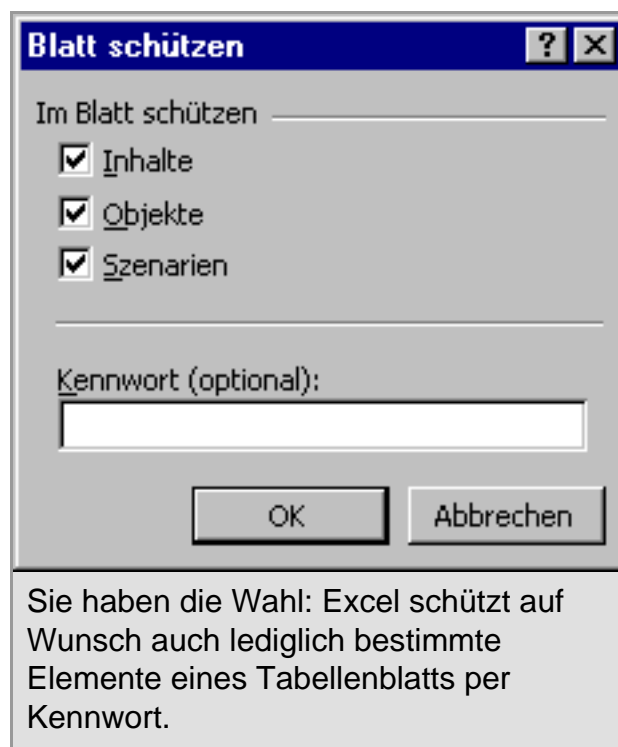 Blatt schützen
Im Blatt schützen
Inhalte
Objekte
Szenarien
Kennwort (optional):
OK Abbrechen
Sie haben die Wahl: Excel schützt auf
Wunsch auch lediglich bestimmte
Elemente eines Tabellenblatts per
Kennwort.